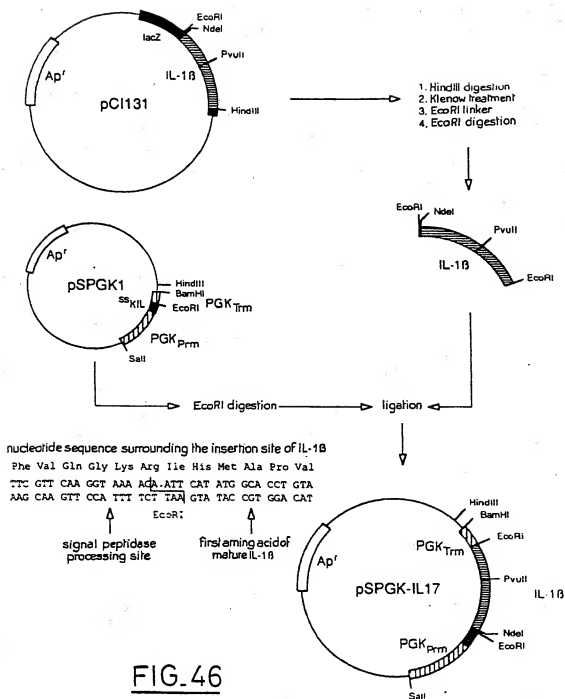 EcoRI
NdeI
lacZ
PvuII
IL-1β
Apʳ
pCI131
HindIII
1. HindIII digestion
2. Klenow treatment
3. EcoRI linker
4. EcoRI digestion
EcoRI
NdeI
PvuII
IL-1β
EcoRI
Apʳ
pSPGK1
HindIII
BamHI
SSKIL
EcoRI
PGKTrm
PGKPrm
SalI
EcoRI digestion
ligation
nucleotide sequence surrounding the insertion site of IL-1β
Phe Val Gln Gly Lys Arg Ile His Met Ala Pro Val
TTC GTT CAA GGT AAA AGA.ATT CAT ATG GCA CCT GTA
AAG CAA GTT CCA TTT TCT TAA GTA TAC CGT GGA CAT
EcoRI
signal peptidase
processing site
first aming acid of
mature IL-1β
HindIII
BamHI
EcoRI
PGKTrm
Apʳ
PvuII
pSPGK-IL17
IL-1β
PGKPrm
NdeI
EcoRI
SalI
FIG_46